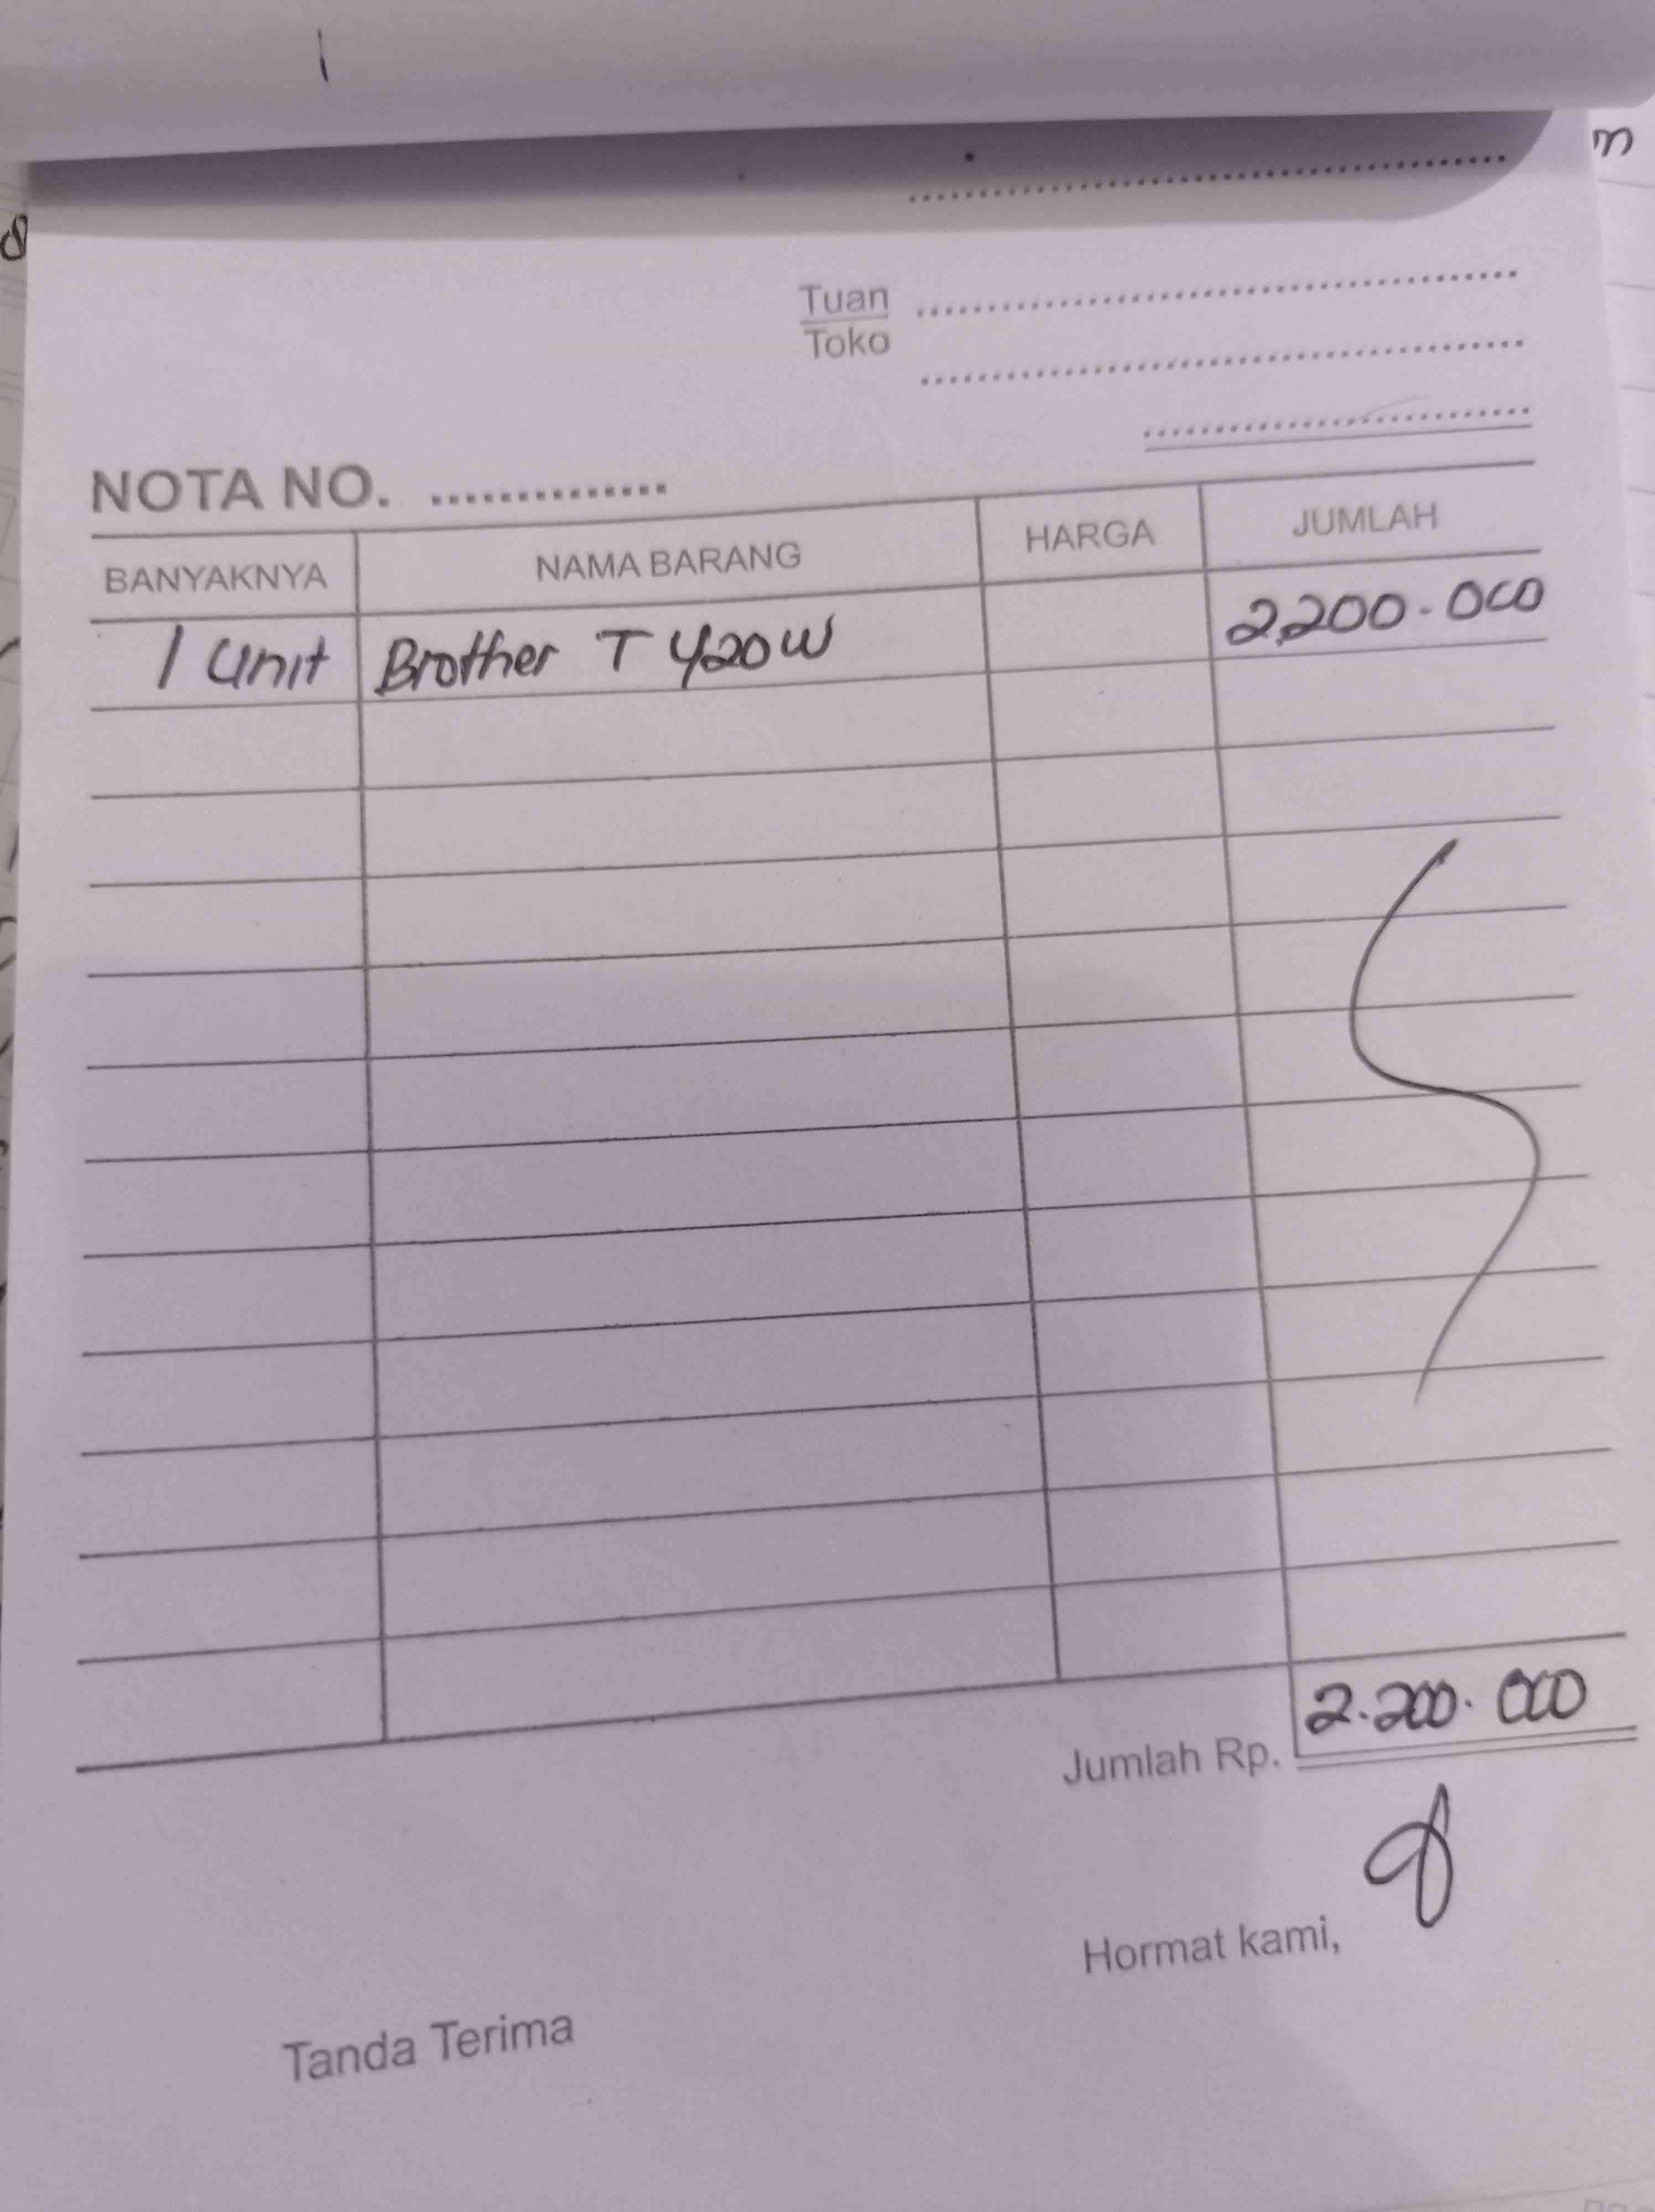 Tuan
Toko
NOTA NO. ..............
BANYAKNYA NAMA BARANG HARGA JUMLAH
1 Unit Brother T 420W 2.200.000
Jumlah Rp. 2.200.000
Hormat kami,
Tanda Terima